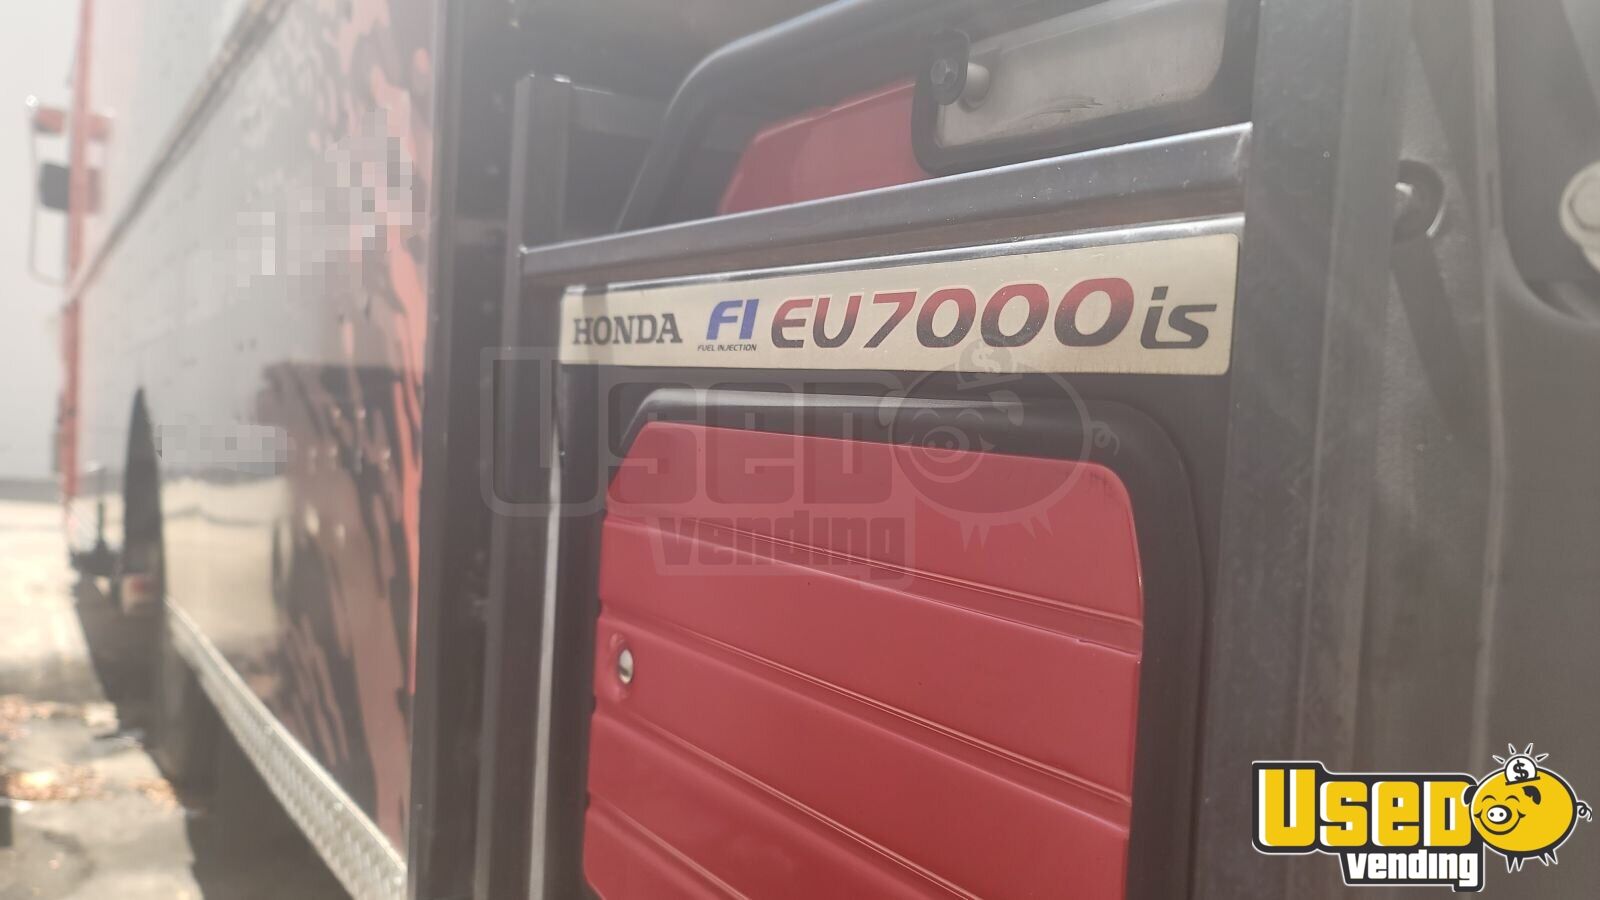 HONDA FI EU7000is
FUEL INJECTION
USED
vending
USED
vending